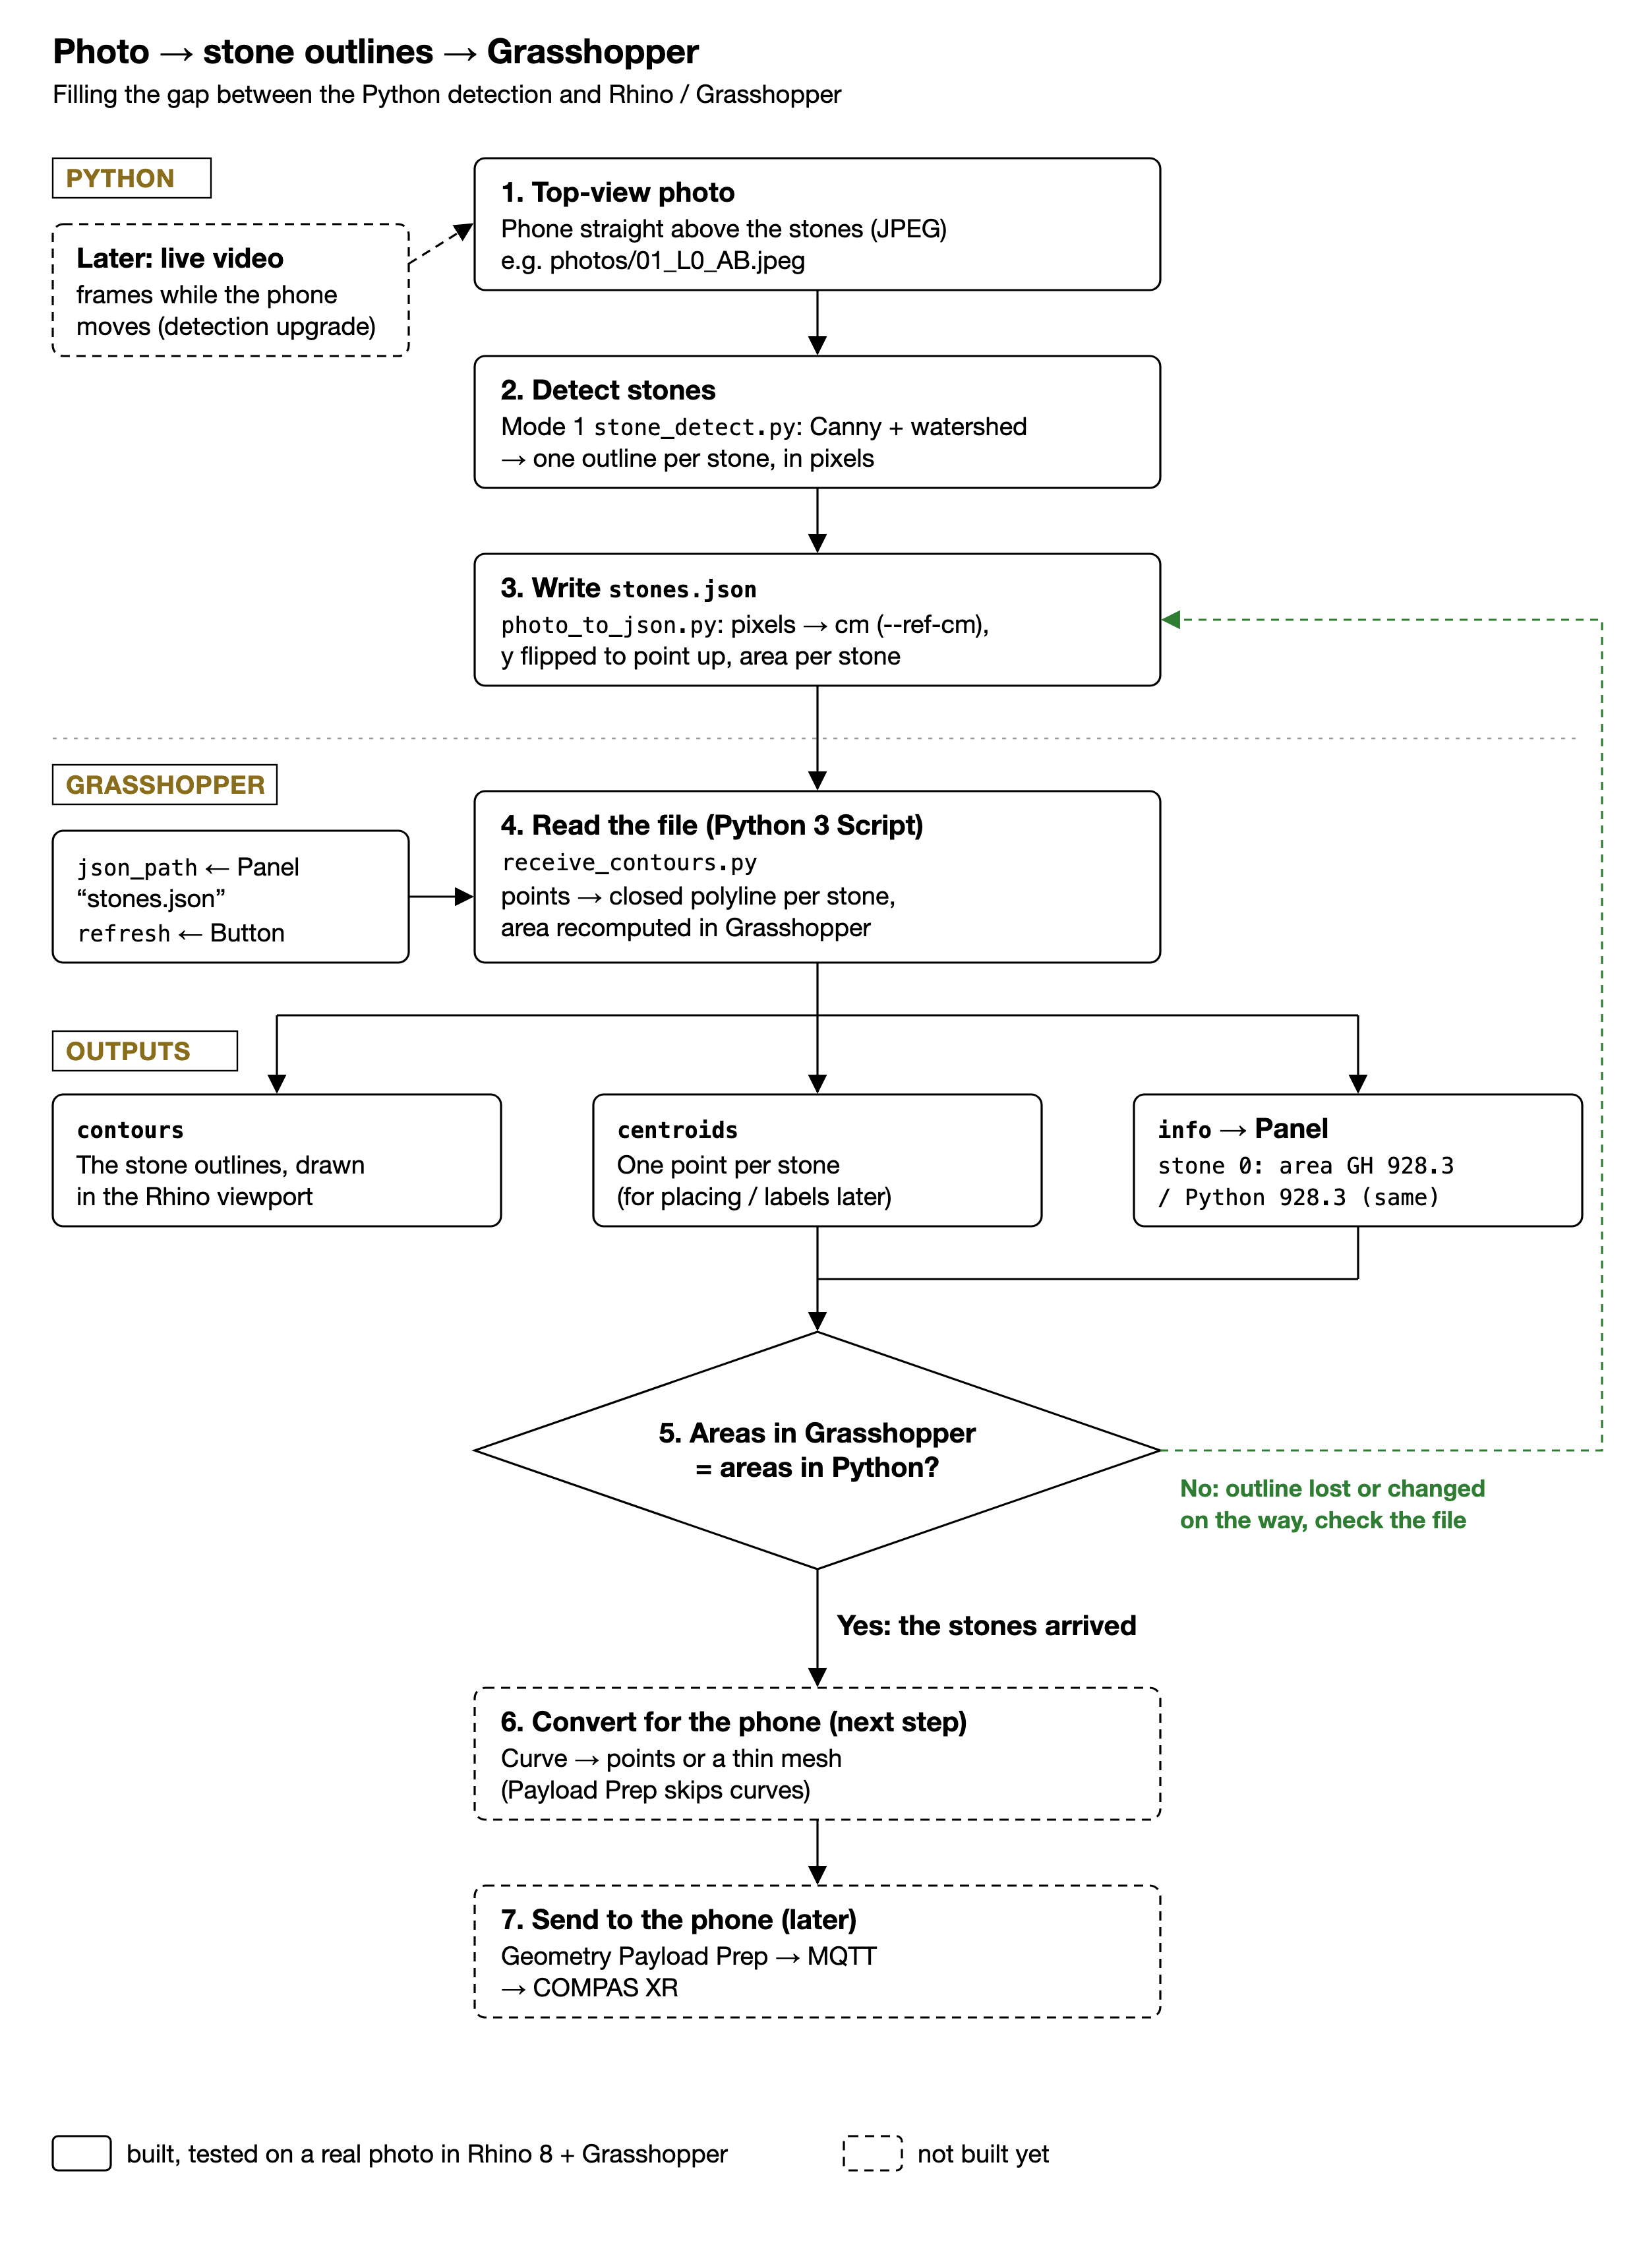 Photo → stone outlines → Grasshopper
Filling the gap between the Python detection and Rhino / Grasshopper
PYTHON
1. Top-view photo
Phone straight above the stones (JPEG)
e.g. photos/01_L0_AB.jpeg
Later: live video
frames while the phone
moves (detection upgrade)
2. Detect stones
Mode 1 stone_detect.py: Canny + watershed
→ one outline per stone, in pixels
3. Write stones.json
photo_to_json.py: pixels → cm (--ref-cm),
y flipped to point up, area per stone
GRASSHOPPER
json_path ← Panel
“stones.json”
refresh ← Button
4. Read the file (Python 3 Script)
receive_contours.py
points → closed polyline per stone,
area recomputed in Grasshopper
OUTPUTS
contours
The stone outlines, drawn
in the Rhino viewport
centroids
One point per stone
(for placing / labels later)
info → Panel
stone 0: area GH 928.3
/ Python 928.3 (same)
5. Areas in Grasshopper
= areas in Python?
No: outline lost or changed
on the way, check the file
Yes: the stones arrived
6. Convert for the phone (next step)
Curve → points or a thin mesh
(Payload Prep skips curves)
7. Send to the phone (later)
Geometry Payload Prep → MQTT
→ COMPAS XR
built, tested on a real photo in Rhino 8 + Grasshopper
not built yet